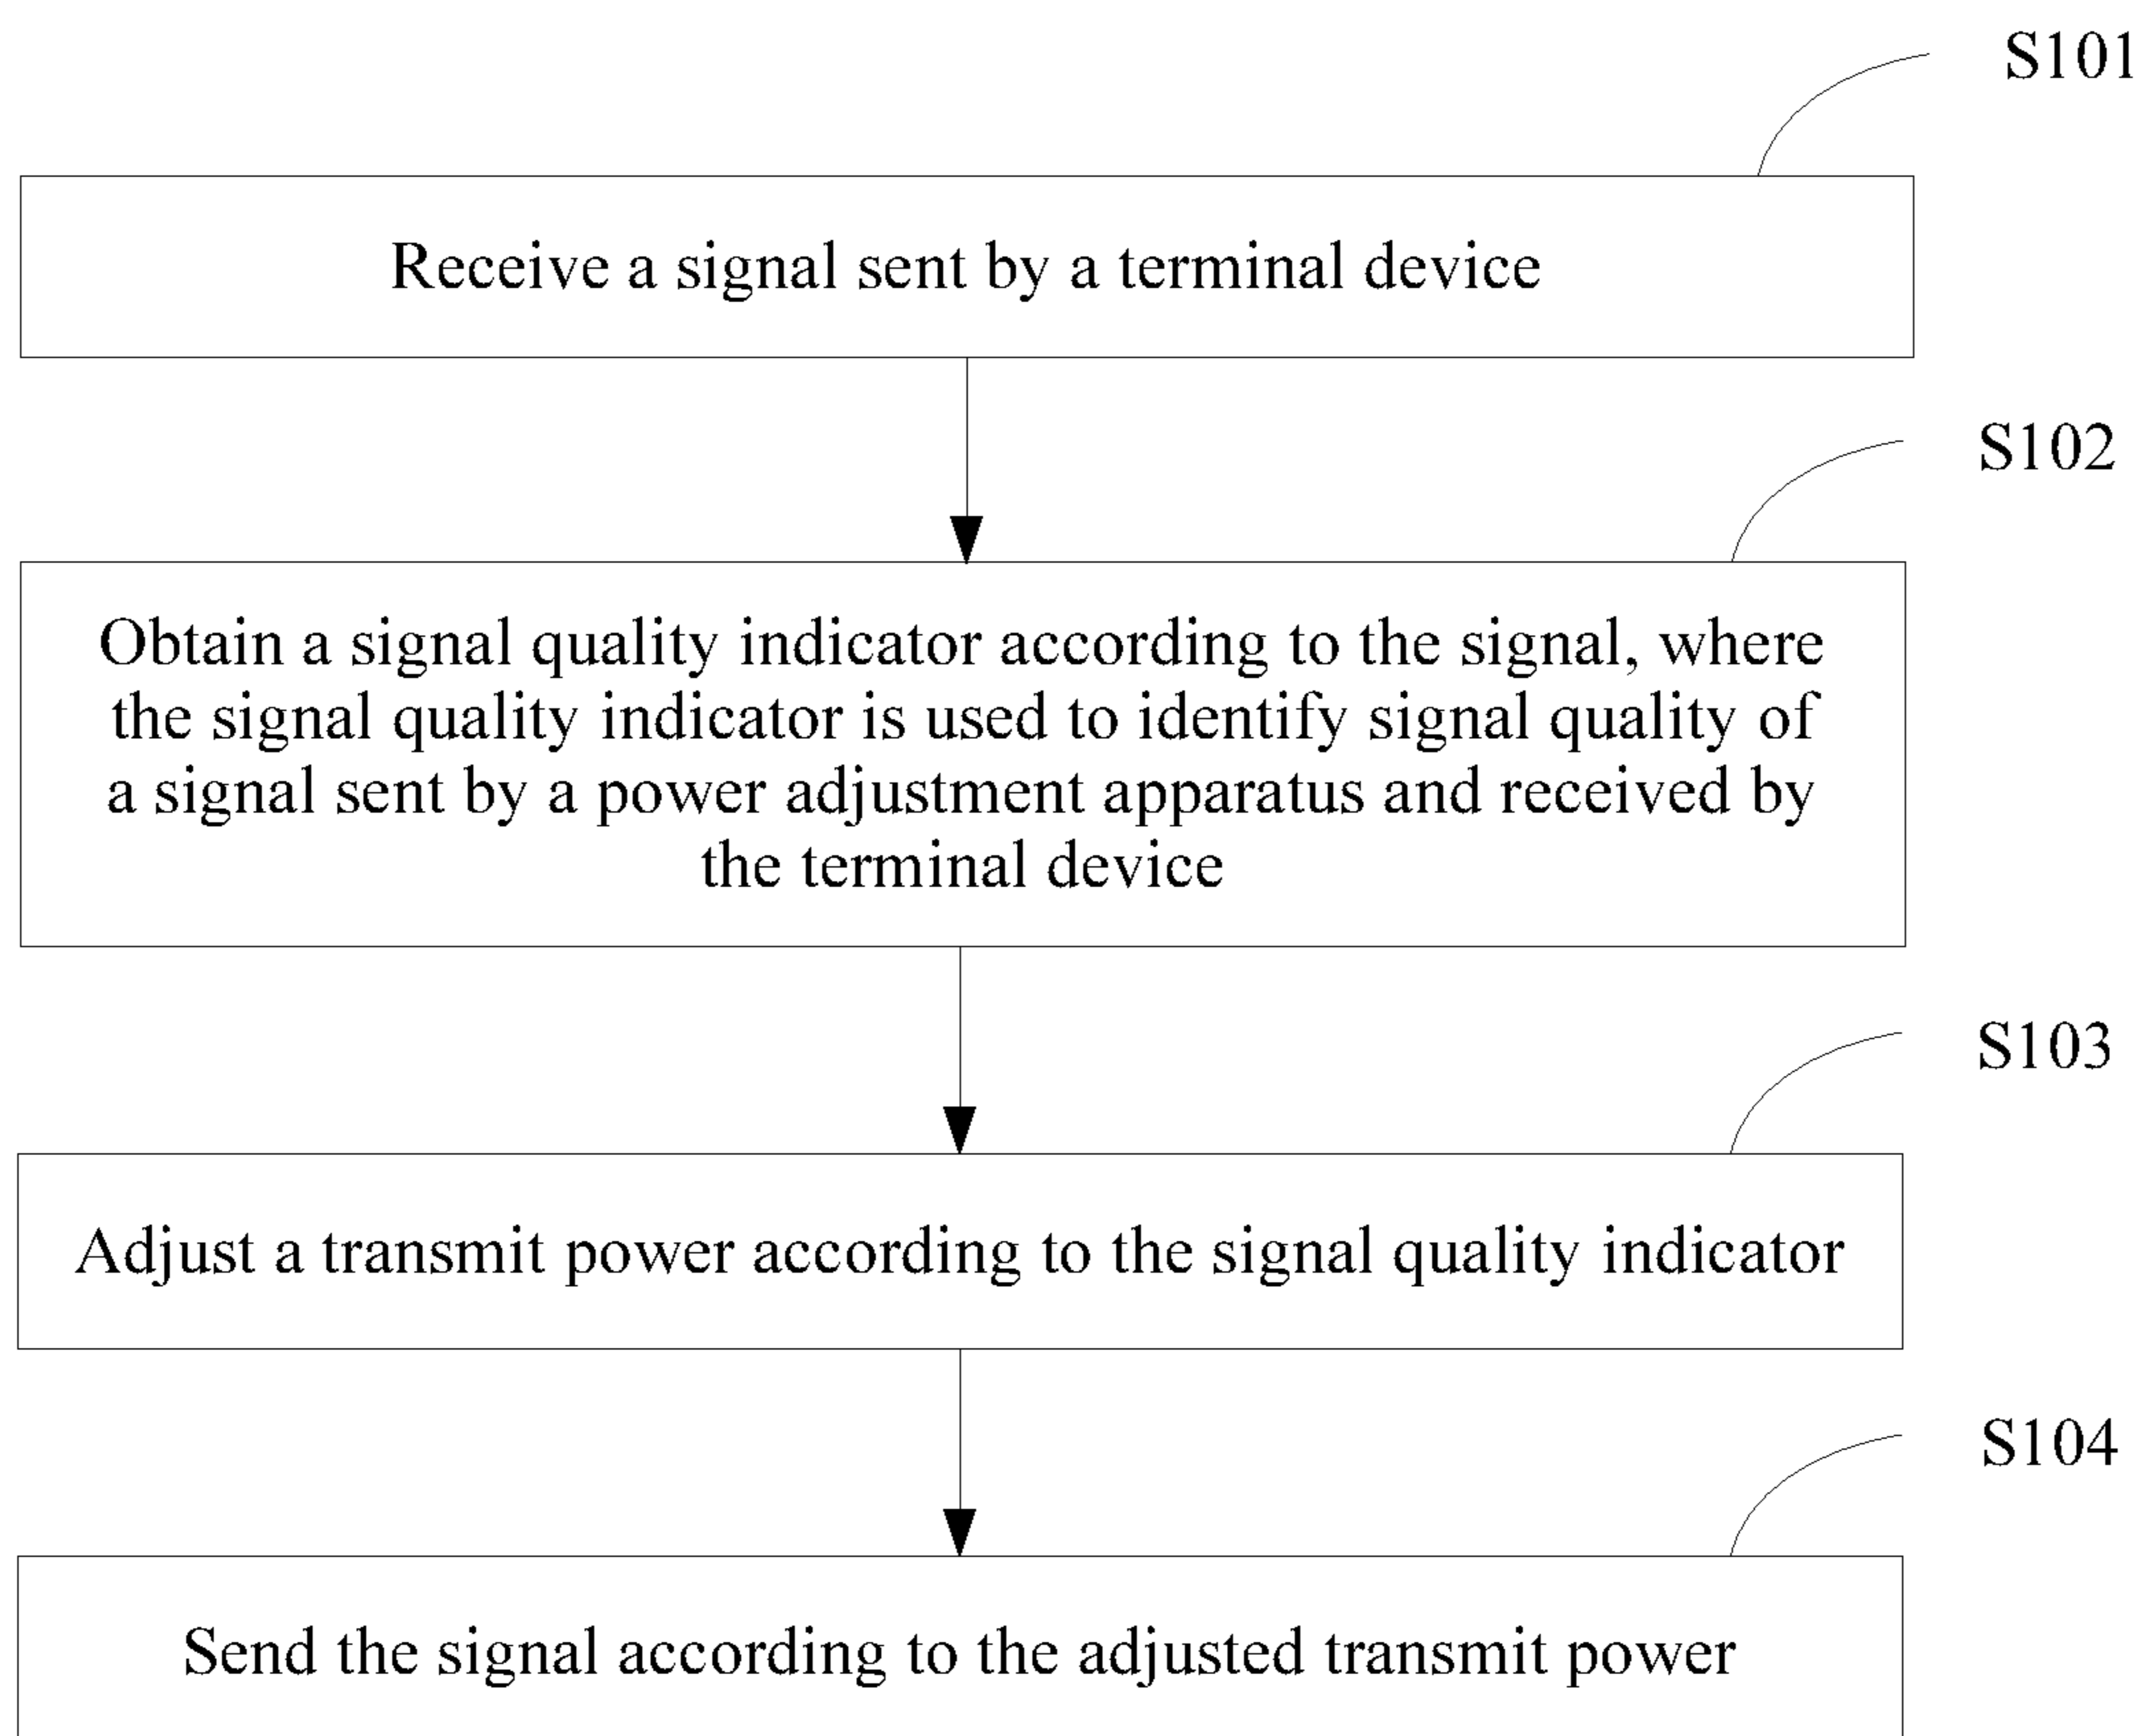 S101
Receive a signal sent by a terminal device
S102
Obtain a signal quality indicator according to the signal, where
the signal quality indicator is used to identify signal quality of
a signal sent by a power adjustment apparatus and received by
the terminal device
S103
Adjust a transmit power according to the signal quality indicator
S104
Send the signal according to the adjusted transmit power